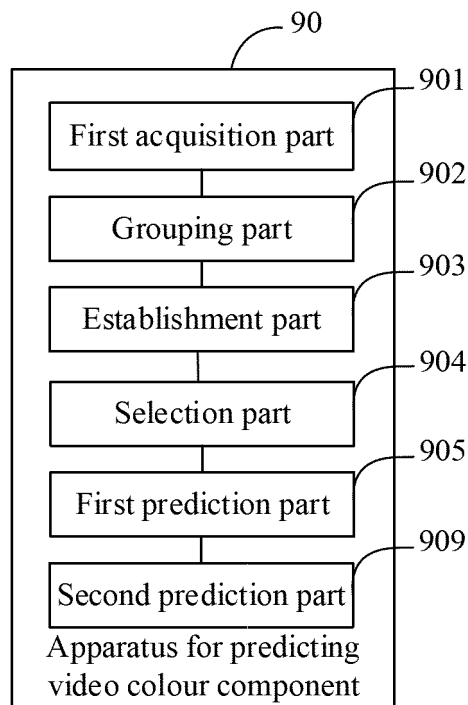 90
901
First acquisition part
902
Grouping part
903
Establishment part
904
Selection part
905
First prediction part
909
Second prediction part
Apparatus for predicting
video colour component